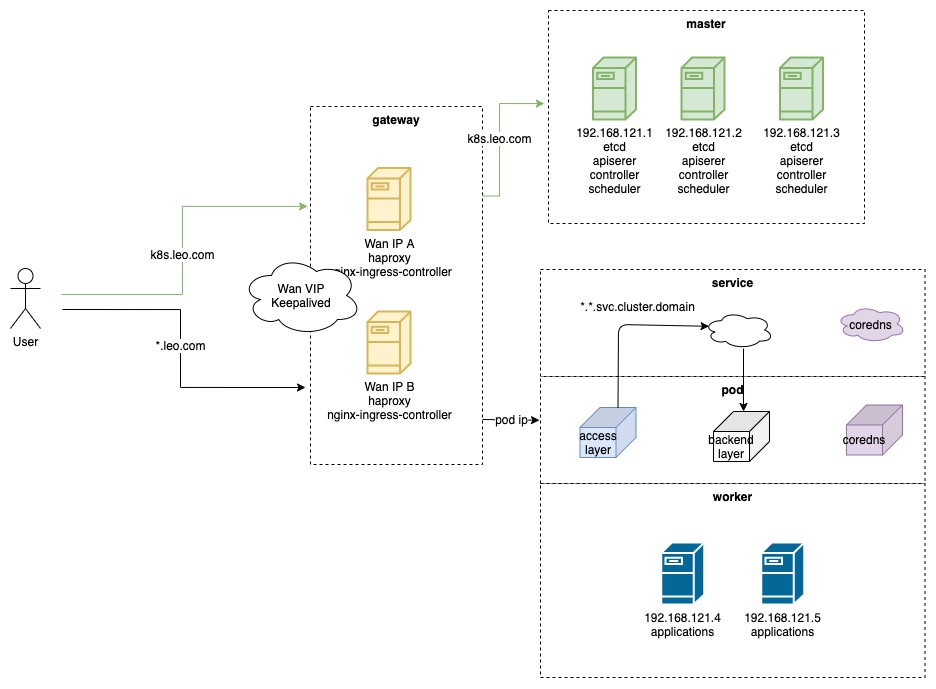 master
192.168.121.1
etcd
apiserer
controller
scheduler
192.168.121.2
etcd
apiserer
controller
scheduler
192.168.121.3
etcd
apiserer
controller
scheduler
gateway
k8s.leo.com
Wan IP A
haproxy
nginx-ingress-controller
k8s.leo.com
Wan VIP
Keepalived
User
*.leo.com
Wan IP B
haproxy
nginx-ingress-controller
pod ip
service
*.*.svc.cluster.domain
coredns
pod
access
layer
backend
layer
coredns
worker
192.168.121.4
applications
192.168.121.5
applications